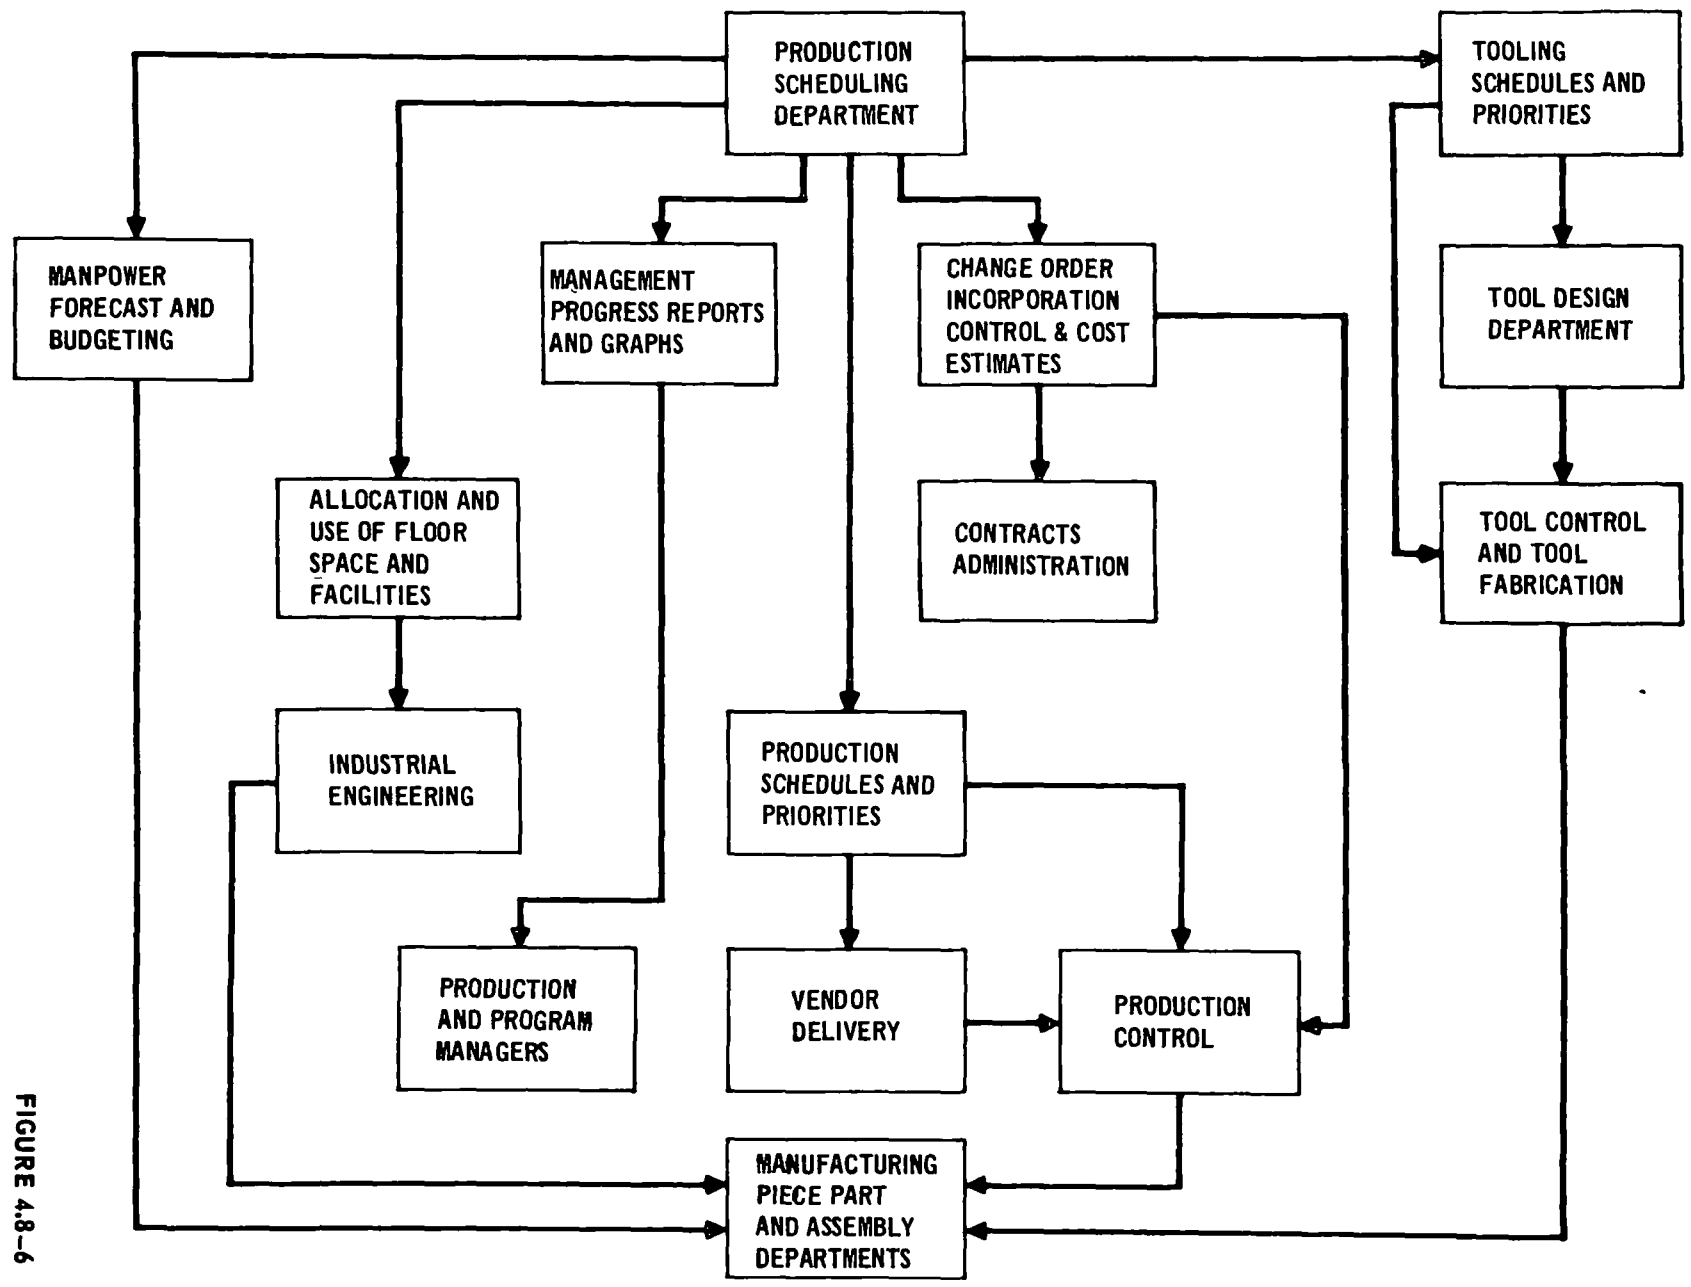 PRODUCTION
SCHEDULING
DEPARTMENT
TOOLING
SCHEDULES AND
PRIORITIES
MANPOWER
FORECAST AND
BUDGETING
MANAGEMENT
PROGRESS REPORTS
AND GRAPHS
CHANGE ORDER
INCORPORATION
CONTROL & COST
ESTIMATES
TOOL DESIGN
DEPARTMENT
ALLOCATION AND
USE OF FLOOR
SPACE AND
FACILITIES
CONTRACTS
ADMINISTRATION
TOOL CONTROL
AND TOOL
FABRICATION
INDUSTRIAL
ENGINEERING
PRODUCTION
SCHEDULES AND
PRIORITIES
PRODUCTION
AND PROGRAM
MANAGERS
VENDOR
DELIVERY
PRODUCTION
CONTROL
MANUFACTURING
PIECE PART
AND ASSEMBLY
DEPARTMENTS
FIGURE 4.8-6